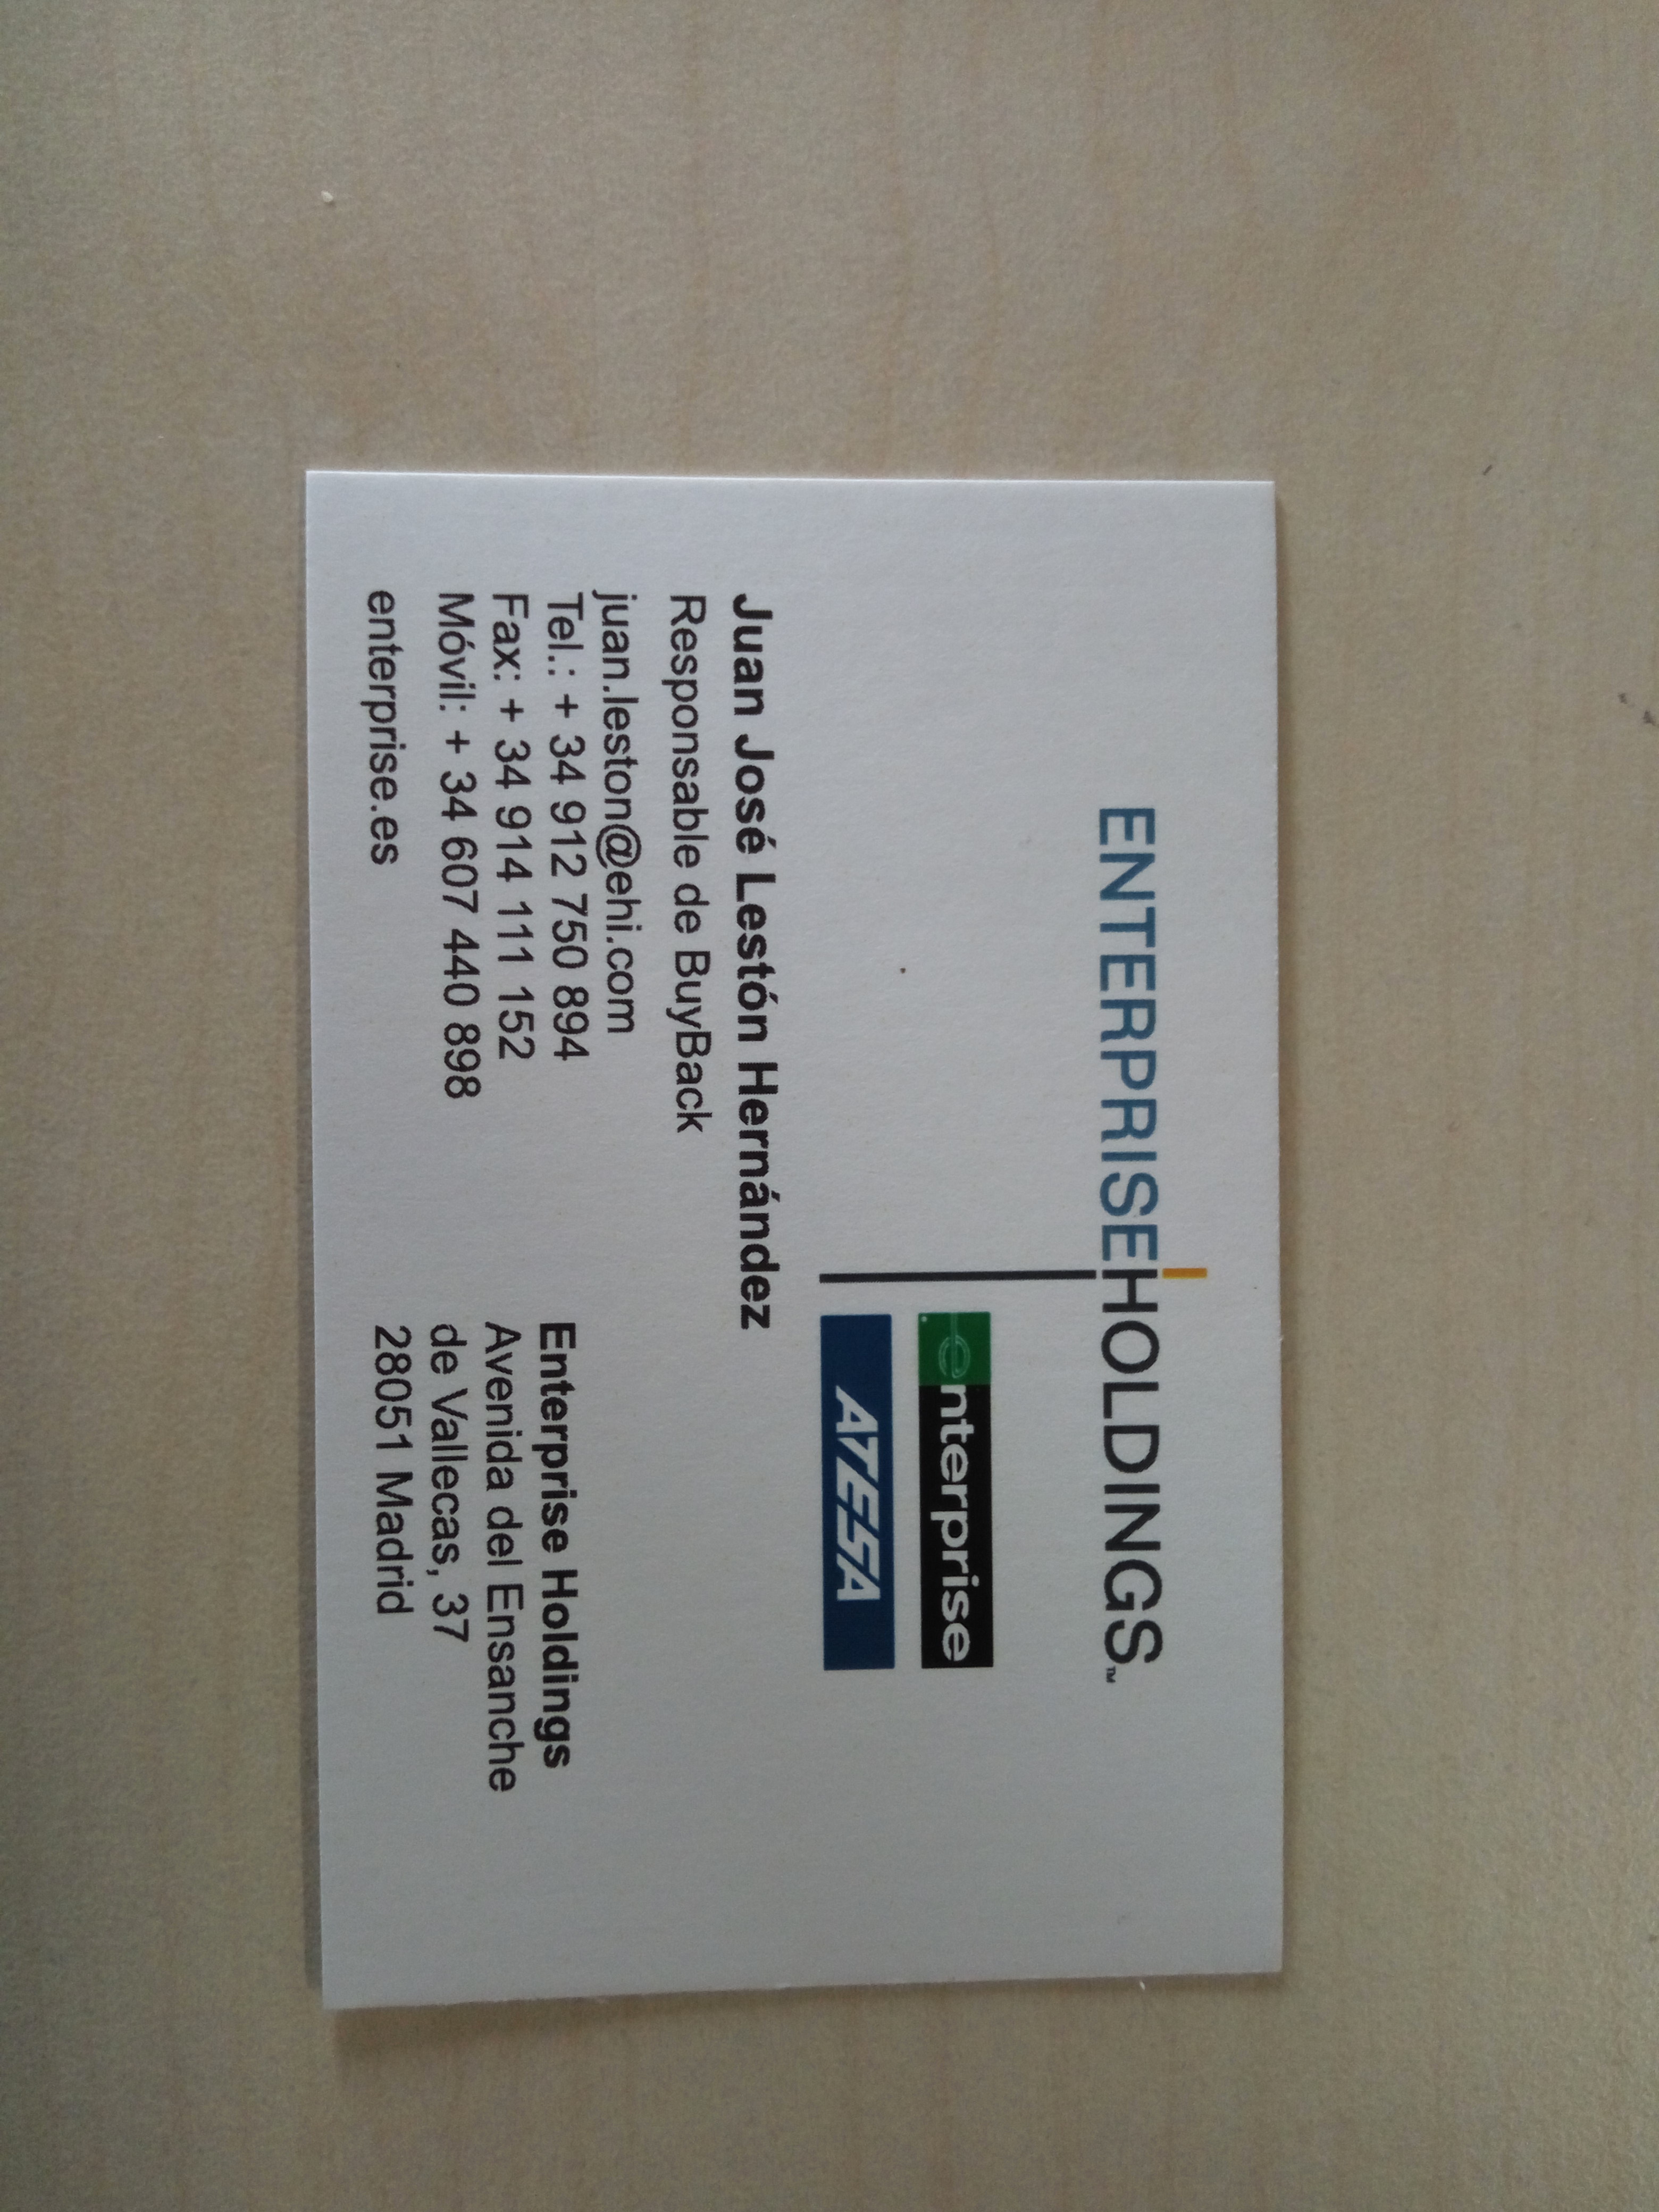 ENTERPRISEHOLDINGS™
enterprise
ATESA
Juan José Lestón Hernández
Responsable de BuyBack
juan.leston@ehi.com
Tel.: + 34 912 750 894
Fax: + 34 914 111 152
Móvil: + 34 607 440 898
enterprise.es
Enterprise Holdings
Avenida del Ensanche
de Vallecas, 37
28051 Madrid